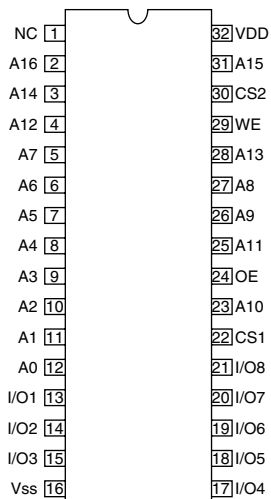 NC 1 32 VDD
A16 2 31 A15
A14 3 30 CS2
A12 4 29 WE
A7 5 28 A13
A6 6 27 A8
A5 7 26 A9
A4 8 25 A11
A3 9 24 OE
A2 10 23 A10
A1 11 22 CS1
A0 12 21 I/O8
I/O1 13 20 I/O7
I/O2 14 19 I/O6
I/O3 15 18 I/O5
Vss 16 17 I/O4